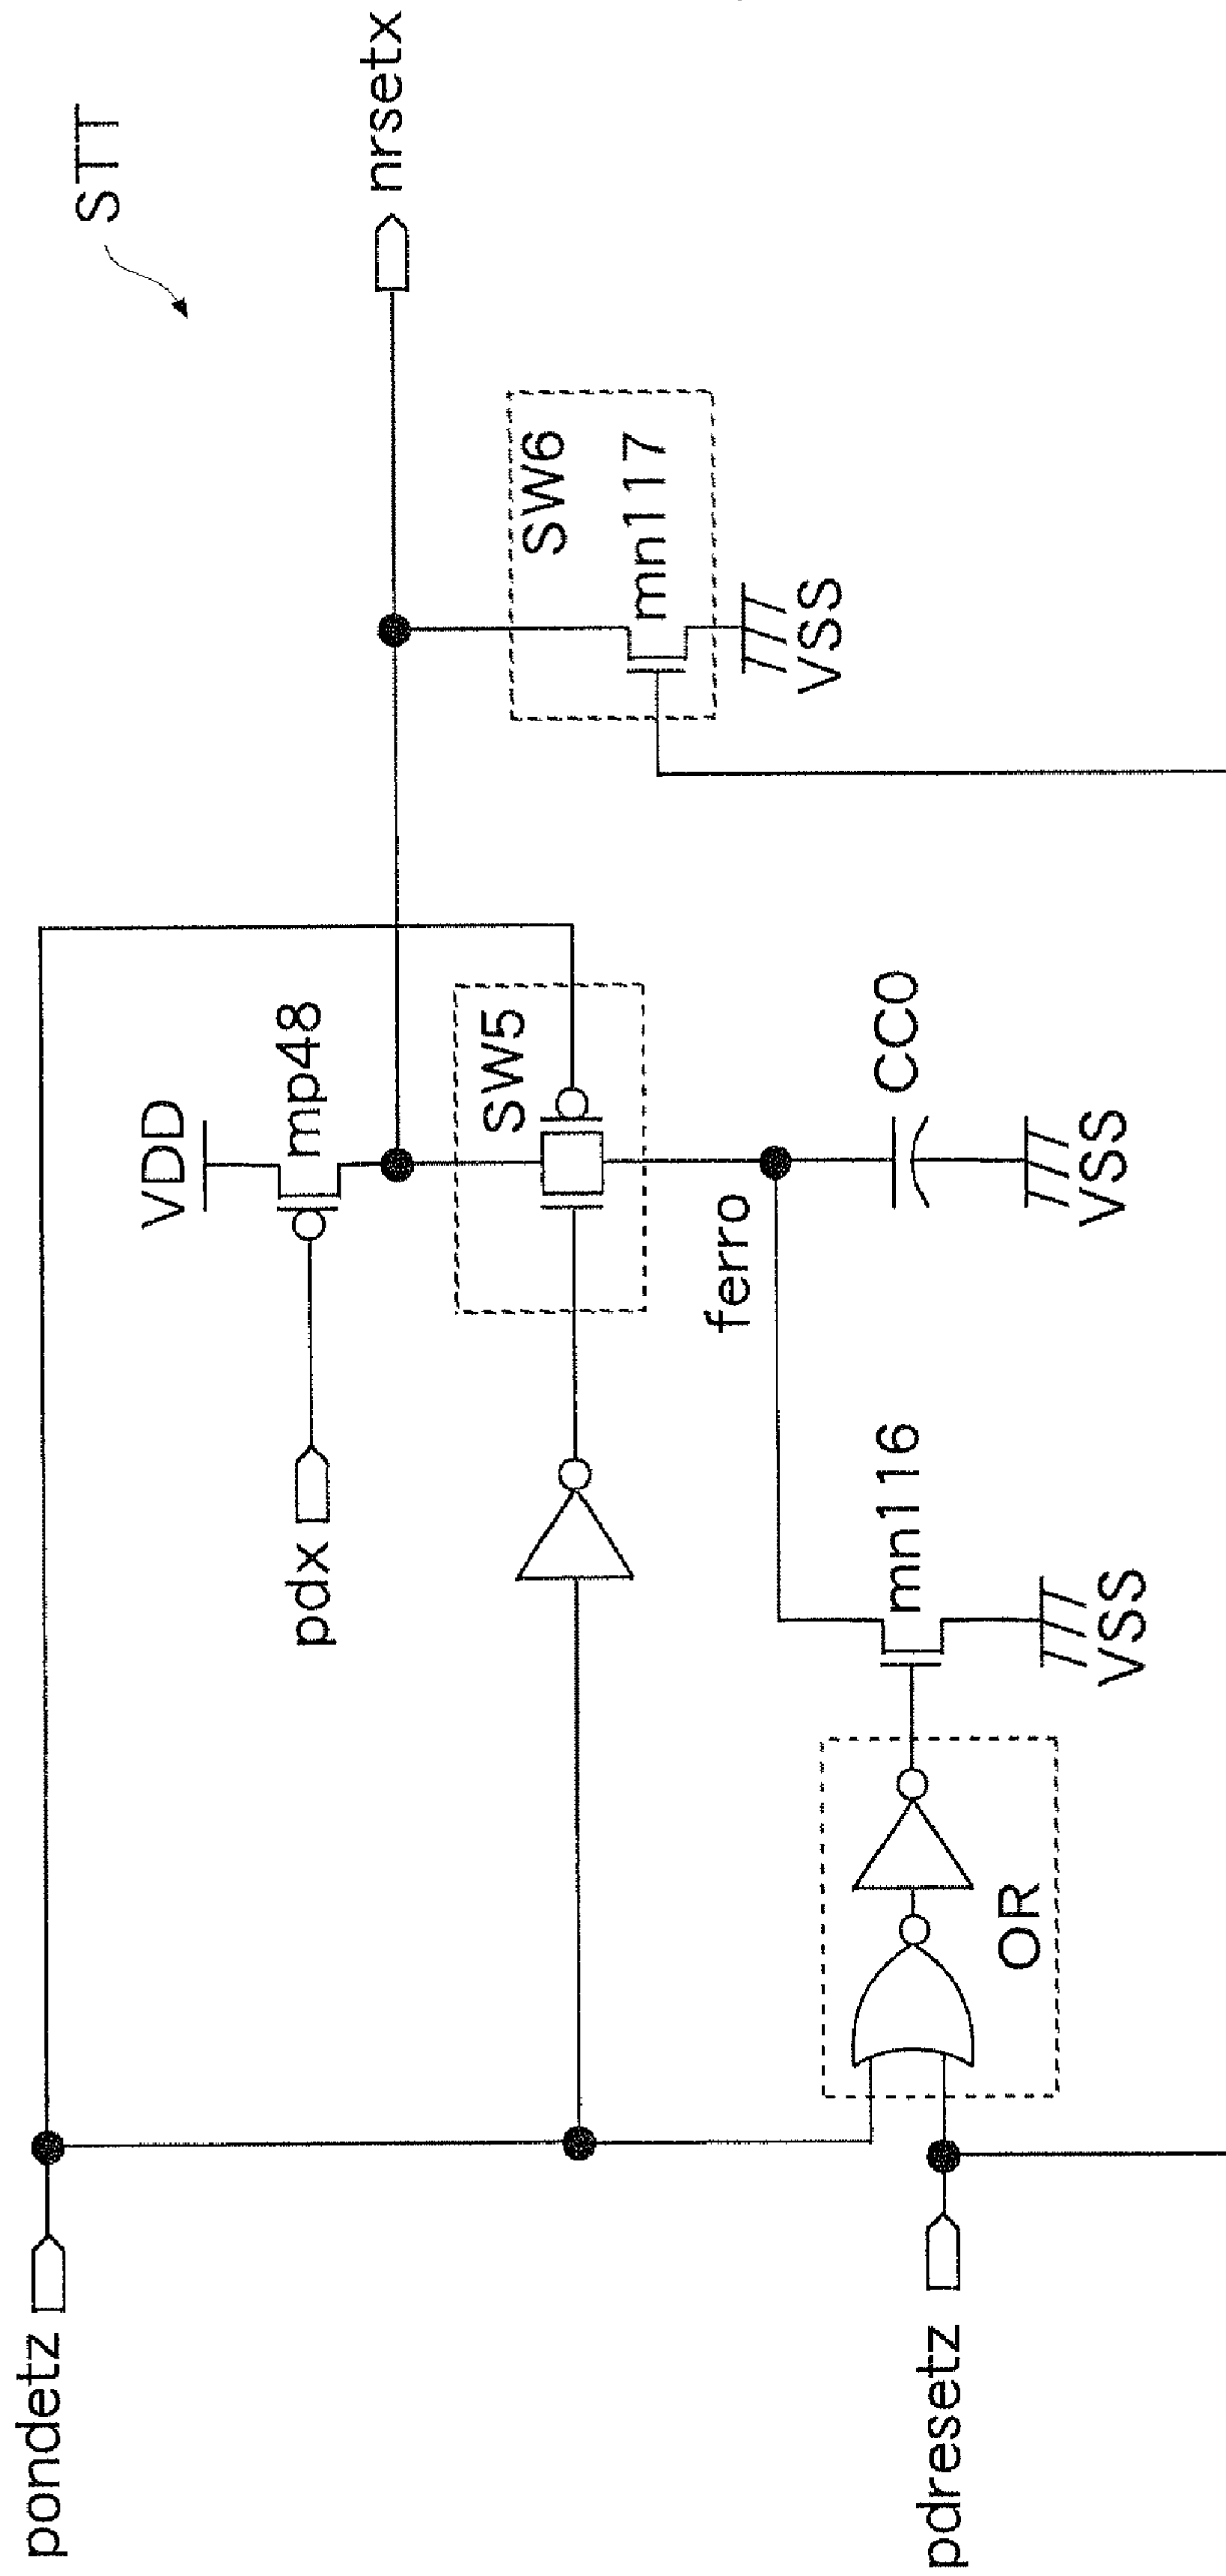 STT
nrsetx
pondetz
VDD
mp48
pdx
SW5
SW6
mn117
VSS
ferro
CC0
VSS
mn116
VSS
OR
pdresetz